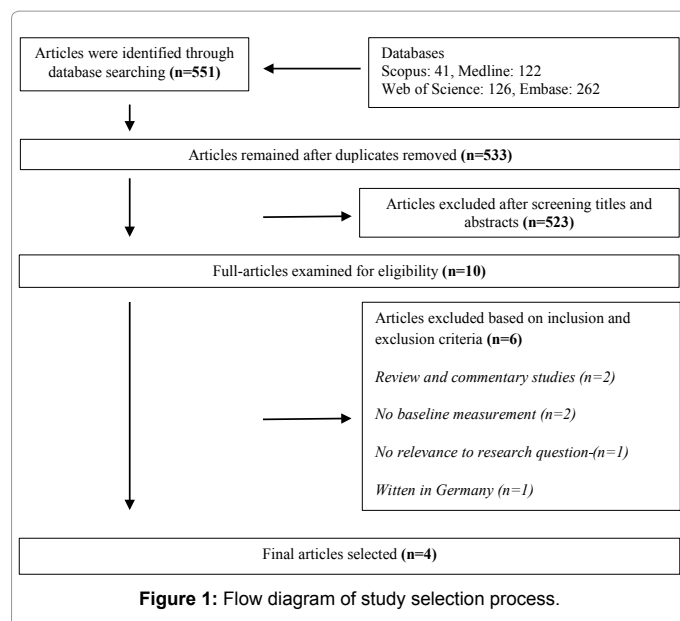 Articles were identified through
database searching (n=551)
Databases
Scopus: 41, Medline: 122
Web of Science: 126, Embase: 262
Articles remained after duplicates removed (n=533)
Articles excluded after screening titles and
abstracts (n=523)
Full-articles examined for eligibility (n=10)
Articles excluded based on inclusion and
exclusion criteria (n=6)
Review and commentary studies (n=2)
No baseline measurement (n=2)
No relevance to research question-(n=1)
Witten in Germany (n=1)
Final articles selected (n=4)
Figure 1: Flow diagram of study selection process.